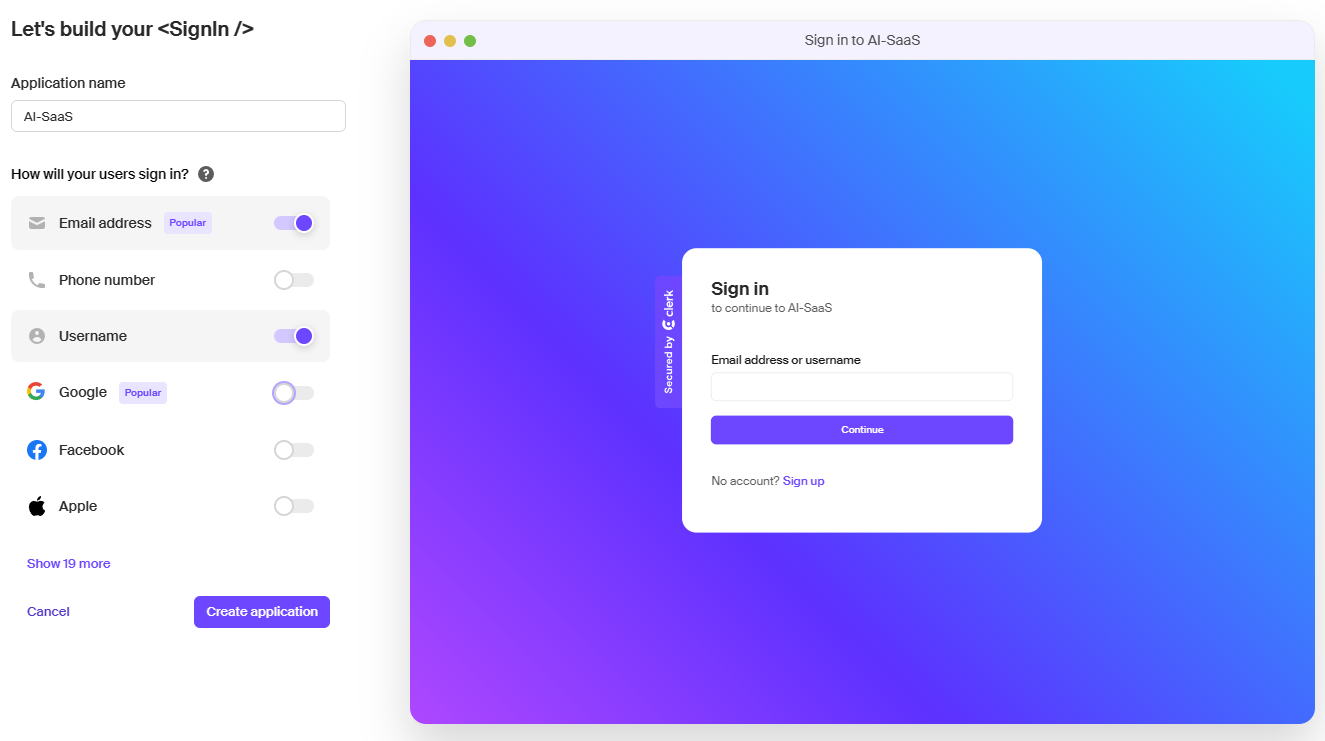 Let's build your <SignIn />
Application name
AI-SaaS
How will your users sign in? ?
Email address Popular
Phone number
Username
Google Popular
Facebook
Apple
Show 19 more
Cancel
Create application
Sign in to AI-SaaS
Secured by clerk
Sign in
to continue to AI-SaaS
Email address or username
Continue
No account? Sign up